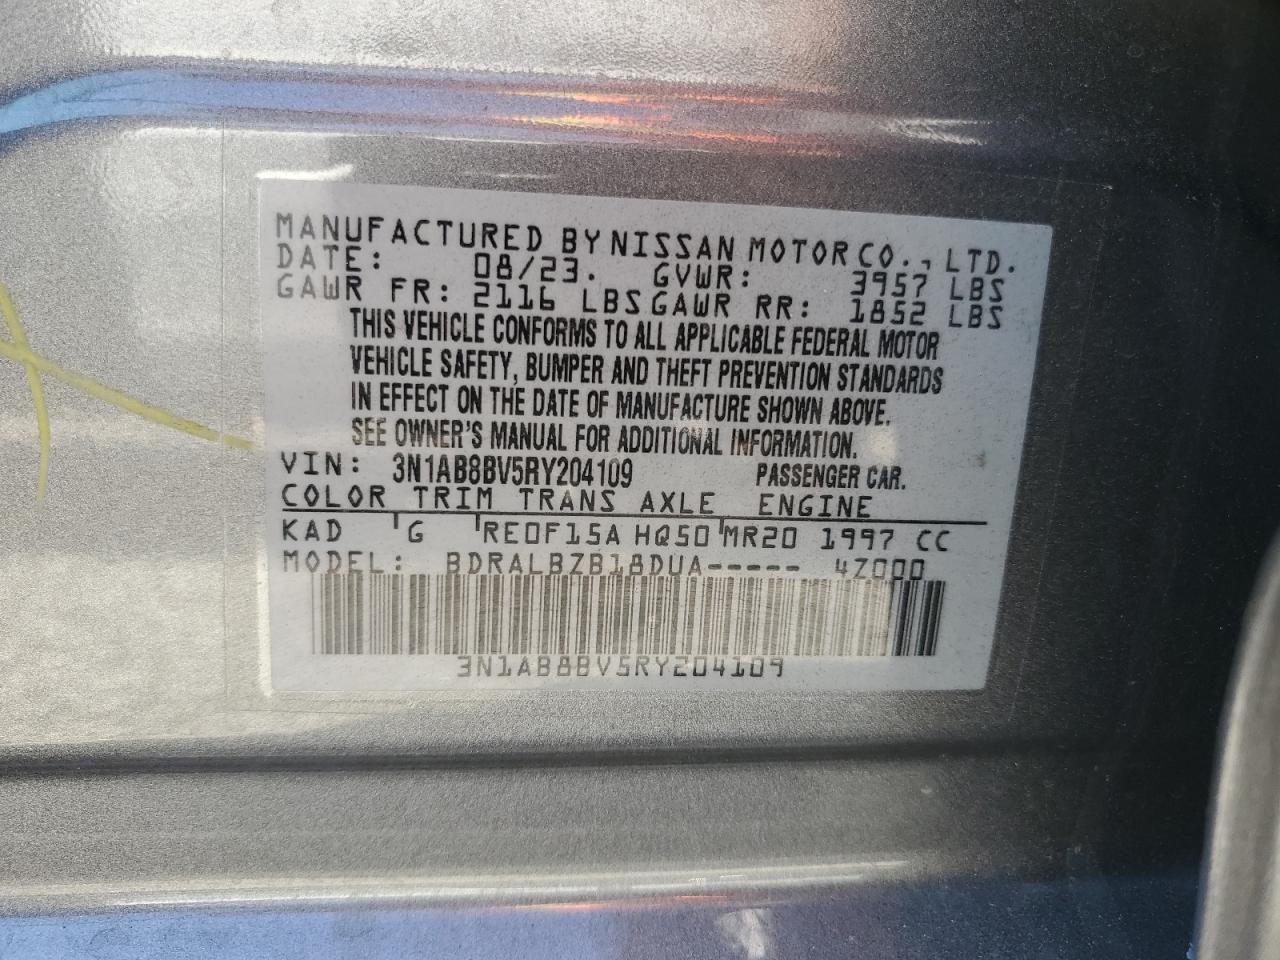 MANUFACTURED BY NISSAN MOTOR CO., LTD.
DATE: 08/23. GVWR: 3957 LBS
GAWR FR: 2116 LBS GAWR RR: 1852 LBS
THIS VEHICLE CONFORMS TO ALL APPLICABLE FEDERAL MOTOR
VEHICLE SAFETY, BUMPER AND THEFT PREVENTION STANDARDS
IN EFFECT ON THE DATE OF MANUFACTURE SHOWN ABOVE.
SEE OWNER'S MANUAL FOR ADDITIONAL INFORMATION.
VIN: 3N1AB8BV5RY204109 PASSENGER CAR.
COLOR TRIM TRANS AXLE ENGINE
KAD G RE0F15A HQ50 MR20 1997 CC
MODEL: BDRALBZB18DUA----- 4Z000
3N1AB8BV5RY204109